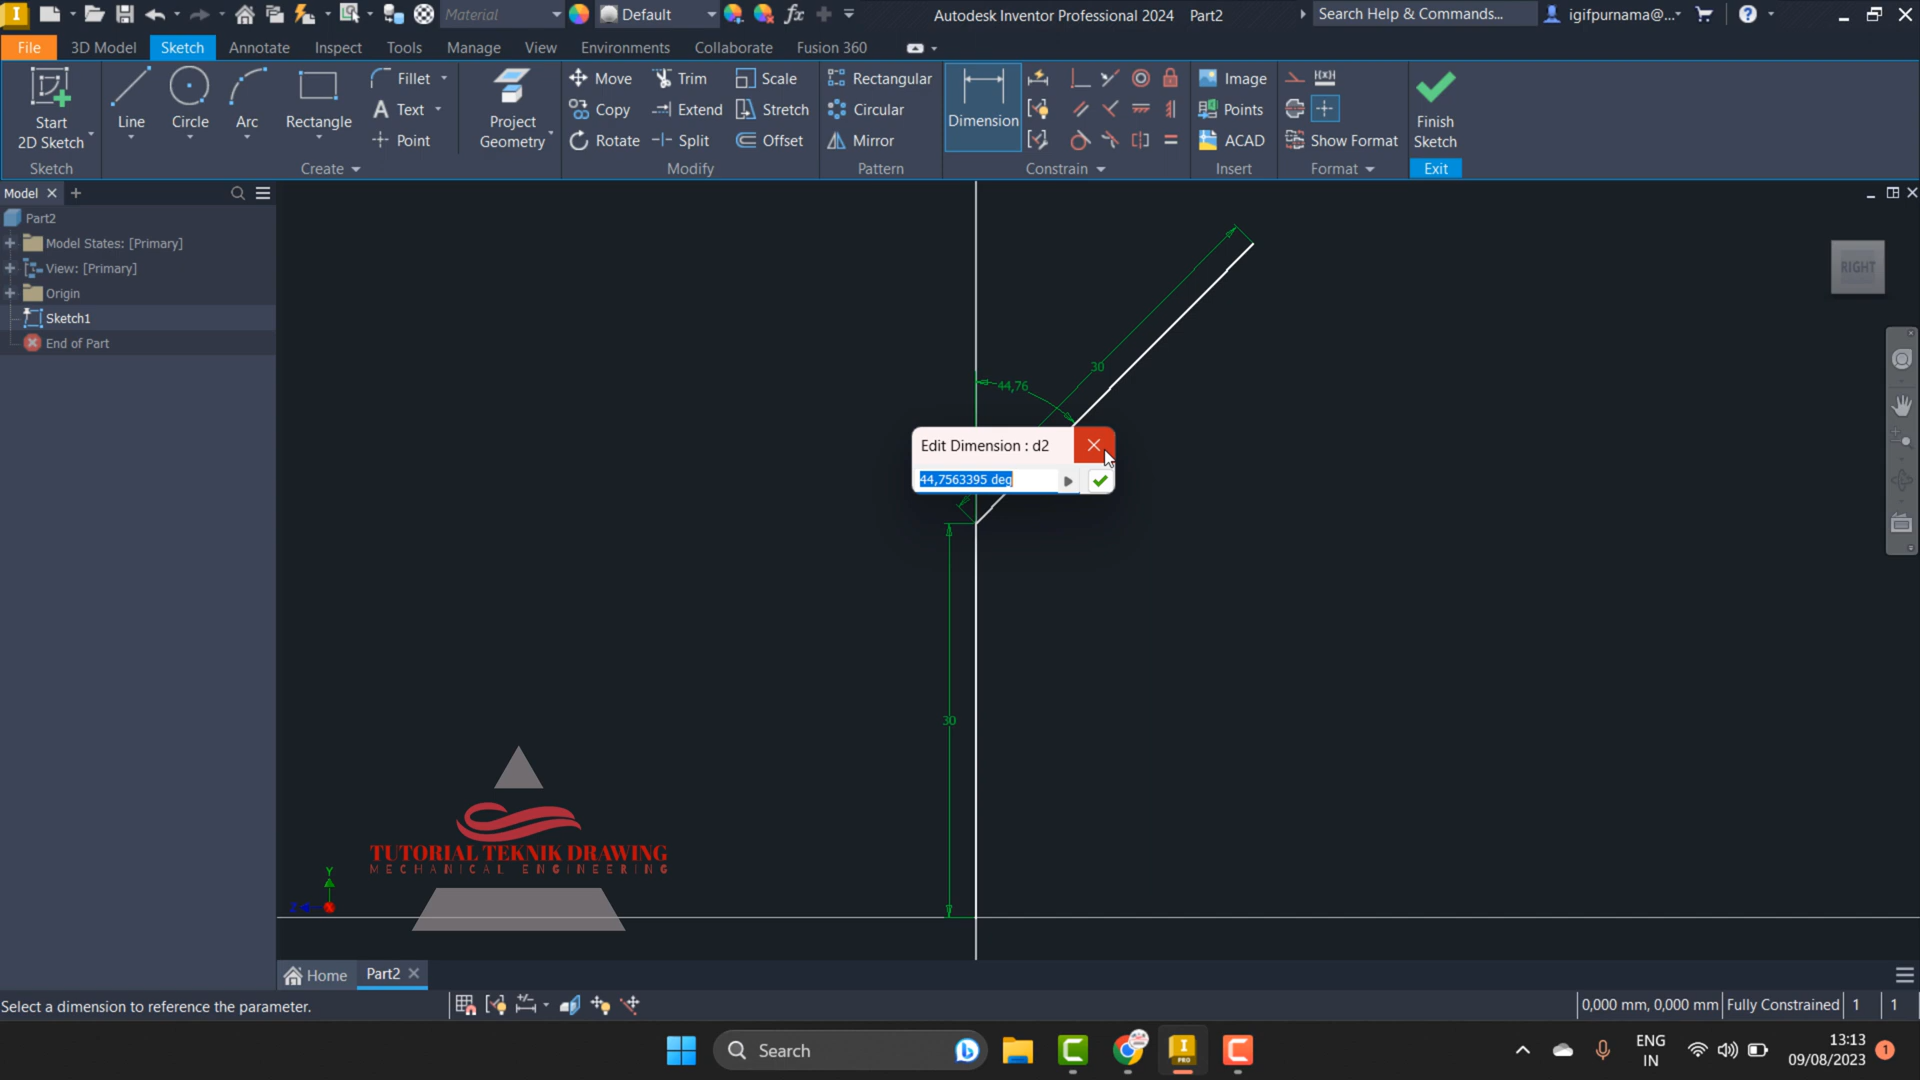 Material
Default
Autodesk Inventor Professional 2024 Part2
Search Help & Commands...
igifpurnama@...
File 3D Model Sketch Annotate Inspect Tools Manage View Environments Collaborate Fusion 360
Start
2D Sketch
Line
Circle
Arc
Rectangle
Fillet
Text
Point
Project
Geometry
Move
Copy
Rotate
Trim
Extend
Split
Scale
Stretch
Offset
Rectangular
Circular
Mirror
Dimension
Image
Points
ACAD
Show Format
Finish
Sketch
Sketch
Create
Modify
Pattern
Constrain
Insert
Format
Exit
Model
Part2
Model States: [Primary]
View: [Primary]
Origin
Sketch1
End of Part
RIGHT
30
44,76
Edit Dimension : d2
44,7563395 deg
30
TUTORIAL TEKNIK DRAWING
MECHANICAL ENGINEERING
Y
Z
Home
Part2
Select a dimension to reference the parameter.
0,000 mm, 0,000 mm Fully Constrained 1 1
Search
PRO
ENG
IN
13:13
09/08/2023
1